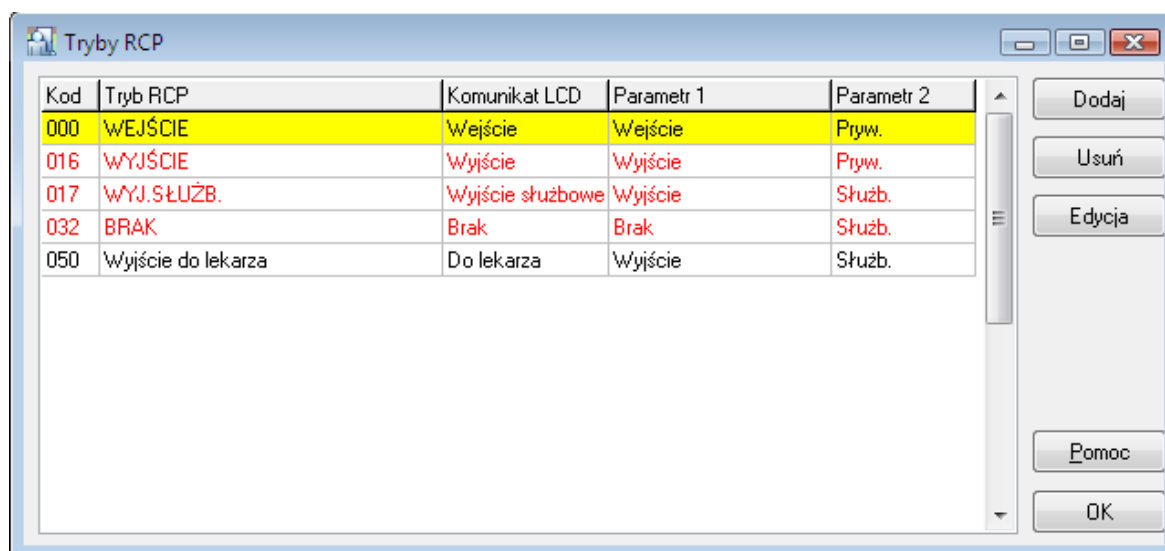 Tryby RCP
Kod Tryb RCP Komunikat LCD Parametr 1 Parametr 2
000 WEJŚCIE Wejście Wejście Pryw.
016 WYJŚCIE Wyjście Wyjście Pryw.
017 WYJ.SŁUŻB. Wyjście służbowe Wyjście Służb.
032 BRAK Brak Brak Służb.
050 Wyjście do lekarza Do lekarza Wyjście Służb.
Dodaj
Usuń
Edycja
Pomoc
OK